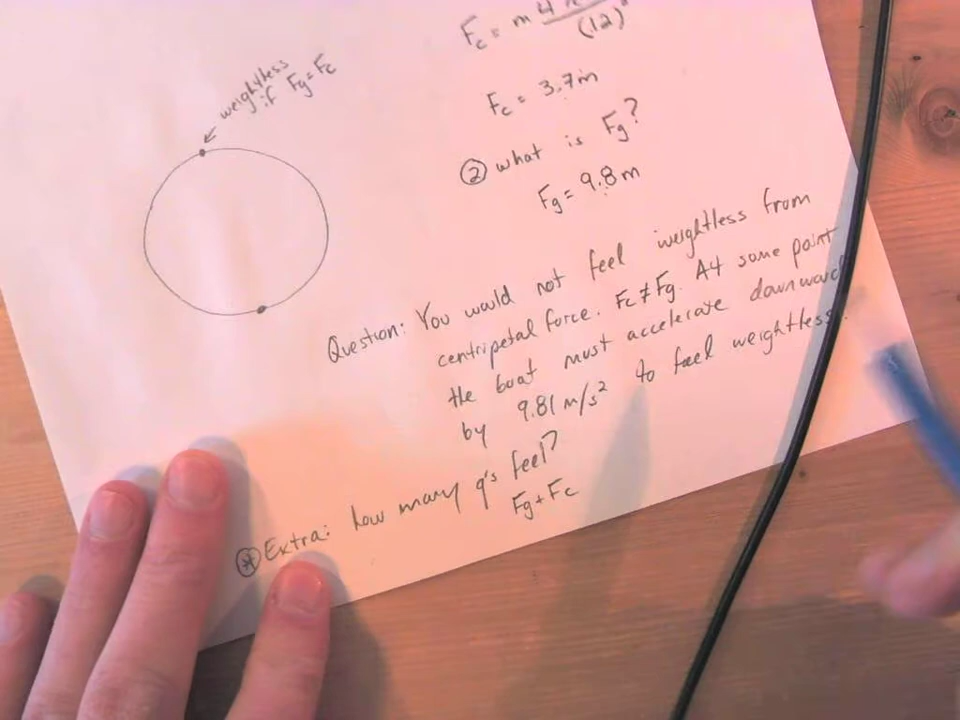 Fc = m 4
(12)²
weightless
if Fg=Fc
Fc = 3.7m
② what is Fg?
Fg = 9.8m
Question: You would not feel weightless from
centripetal force. Fc≠Fg. At some point
the boat must accelerate downward
by 9.81 m/s² to feel weightless.
⊛ Extra: how many g's feel?
Fg + Fc